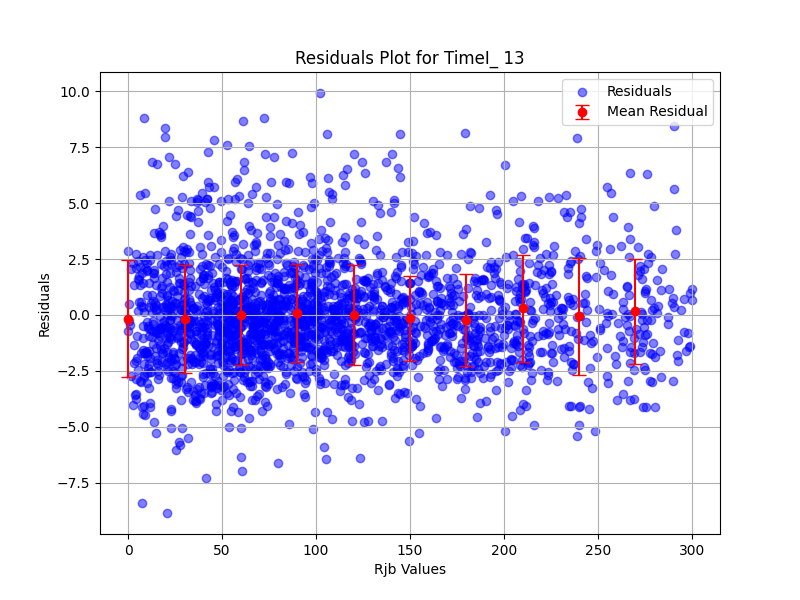 Residuals Plot for TimeI_ 13
Residuals
Mean Residual
10.0
7.5
5.0
2.5
0.0
−2.5
−5.0
−7.5
Residuals
0 50 100 150 200 250 300
Rjb Values